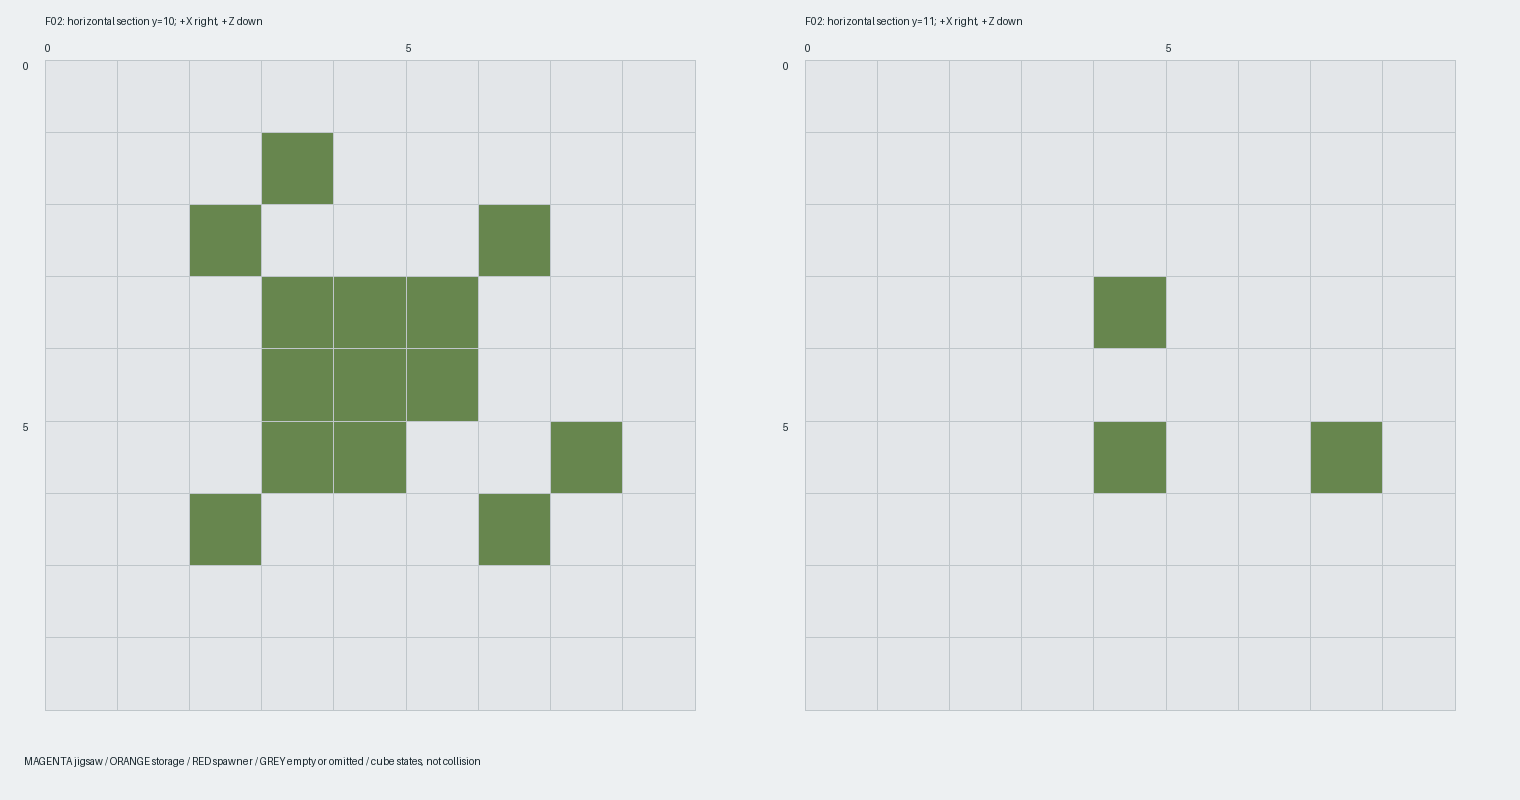 F02: horizontal section y=10; +X right, +Z down
0 5
0
5
F02: horizontal section y=11; +X right, +Z down
0 5
0
5
MAGENTA jigsaw / ORANGE storage / RED spawner / GREY empty or omitted / cube states, not collision